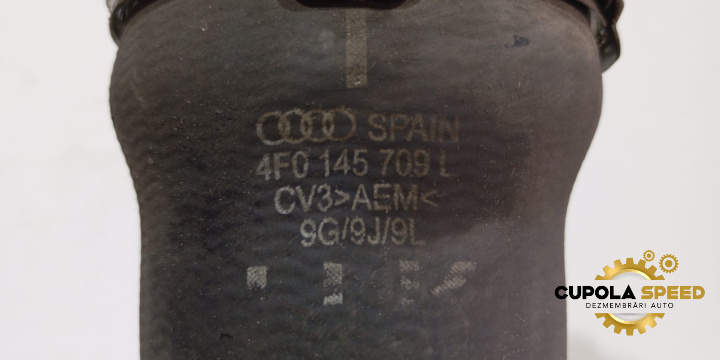 SPAIN
4F0 145 709 L
CV3>AEM<
9G/9J/9L
CUPOLA SPEED
DEZMEMBRĂRI AUTO